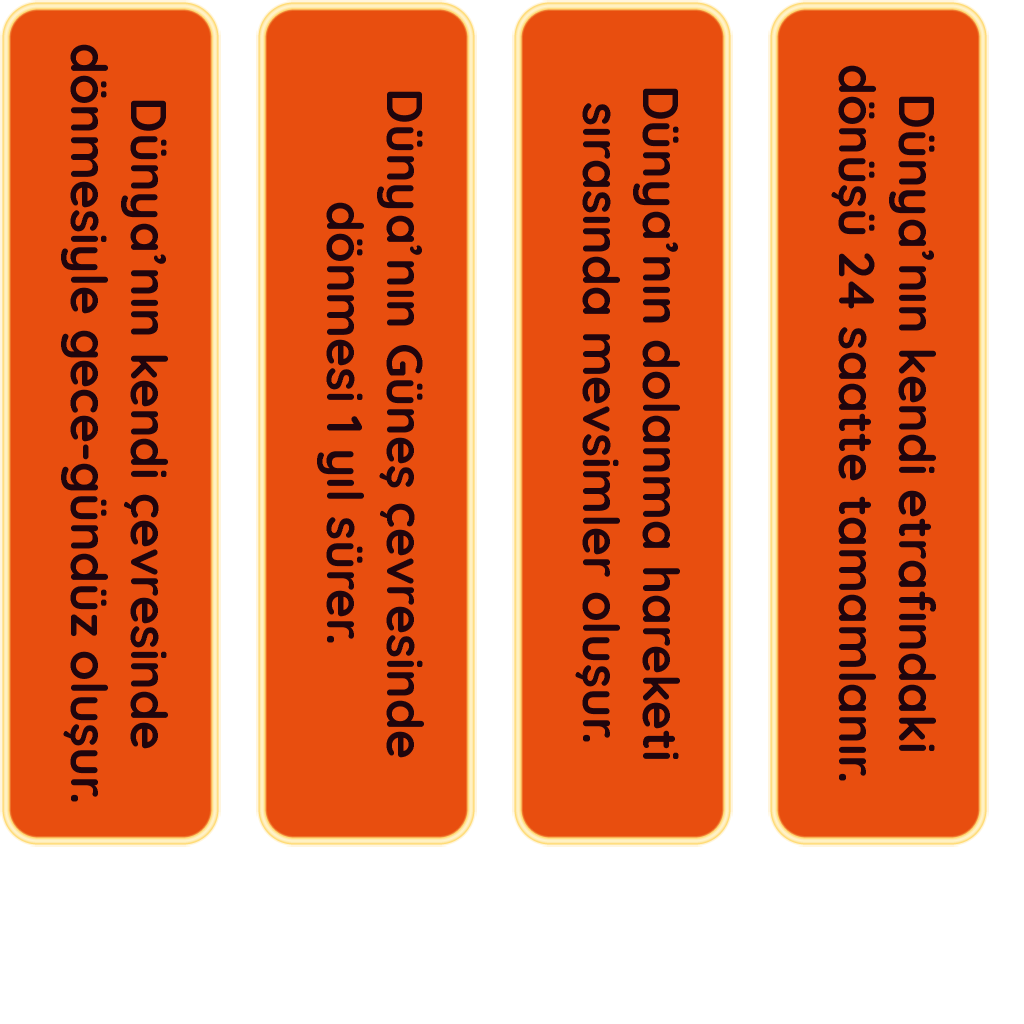 Dünya'nın kendi çevresinde
dönmesiyle gece-gündüz oluşur.
Dünya'nın Güneş çevresinde
dönmesi 1 yıl sürer.
Dünya'nın dolanma hareketi
sırasında mevsimler oluşur.
Dünya'nın kendi etrafındaki
dönüşü 24 saatte tamamlanır.